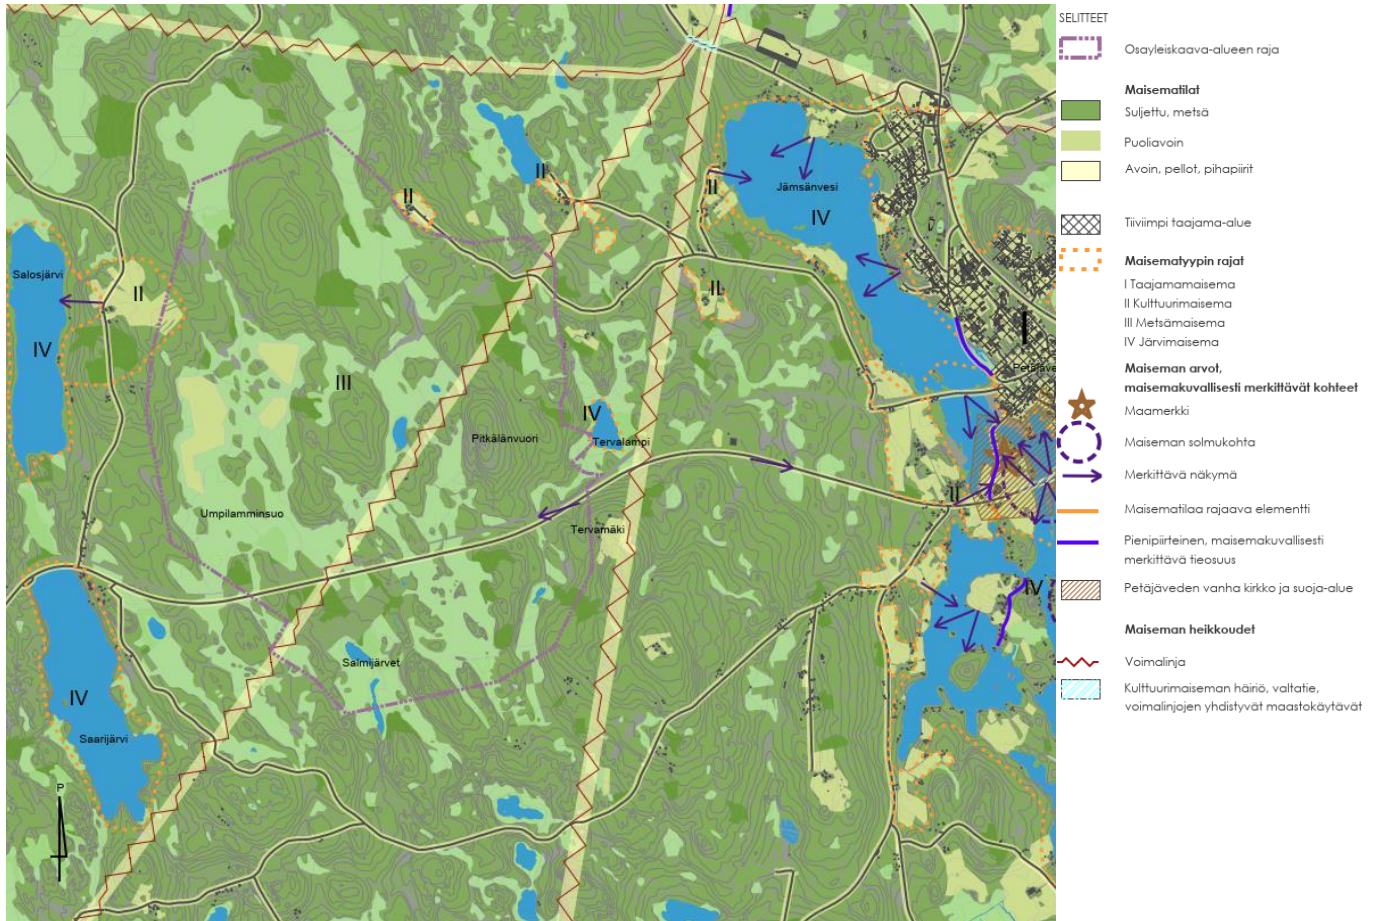 Jämsänvesi
II
II
II
IV
Salosjärvi
II
II
IV
III
I
IV
Pitkälänvuori
Tervalampi
II
Umpilamminsuo
Tervamäki
IV
Salmijärvet
IV
Saarijärvi
P
SELITTEET
Osayleiskaava-alueen raja
Maisematilat
Suljettu, metsä
Puoliavoin
Avoin, pellot, pihapiirit
Tiiviimpi taajama-alue
Maisematyypin rajat
I Taajamamaisema
II Kulttuurimaisema
III Metsämaisema
IV Järvimaisema
Maiseman arvot,
maisemakuvallisesti merkittävät kohteet
Maamerkki
Maiseman solmukohta
Merkittävä näkymä
Maisematilaa rajaava elementti
Pienipiirteinen, maisemakuvallisesti
merkittävä tieosuus
Petäjäveden vanha kirkko ja suoja-alue
Maiseman heikkoudet
Voimalinja
Kulttuurimaiseman häiriö, valtatie,
voimalinjojen yhdistyvät maastokäytävät